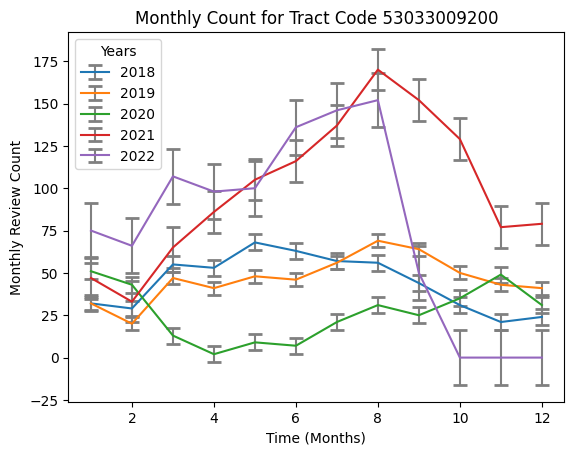 Monthly Count for Tract Code 53033009200
Monthly Review Count
175
150
125
100
75
50
25
0
−25
Years
2018
2019
2020
2021
2022
2 4 6 8 10 12
Time (Months)